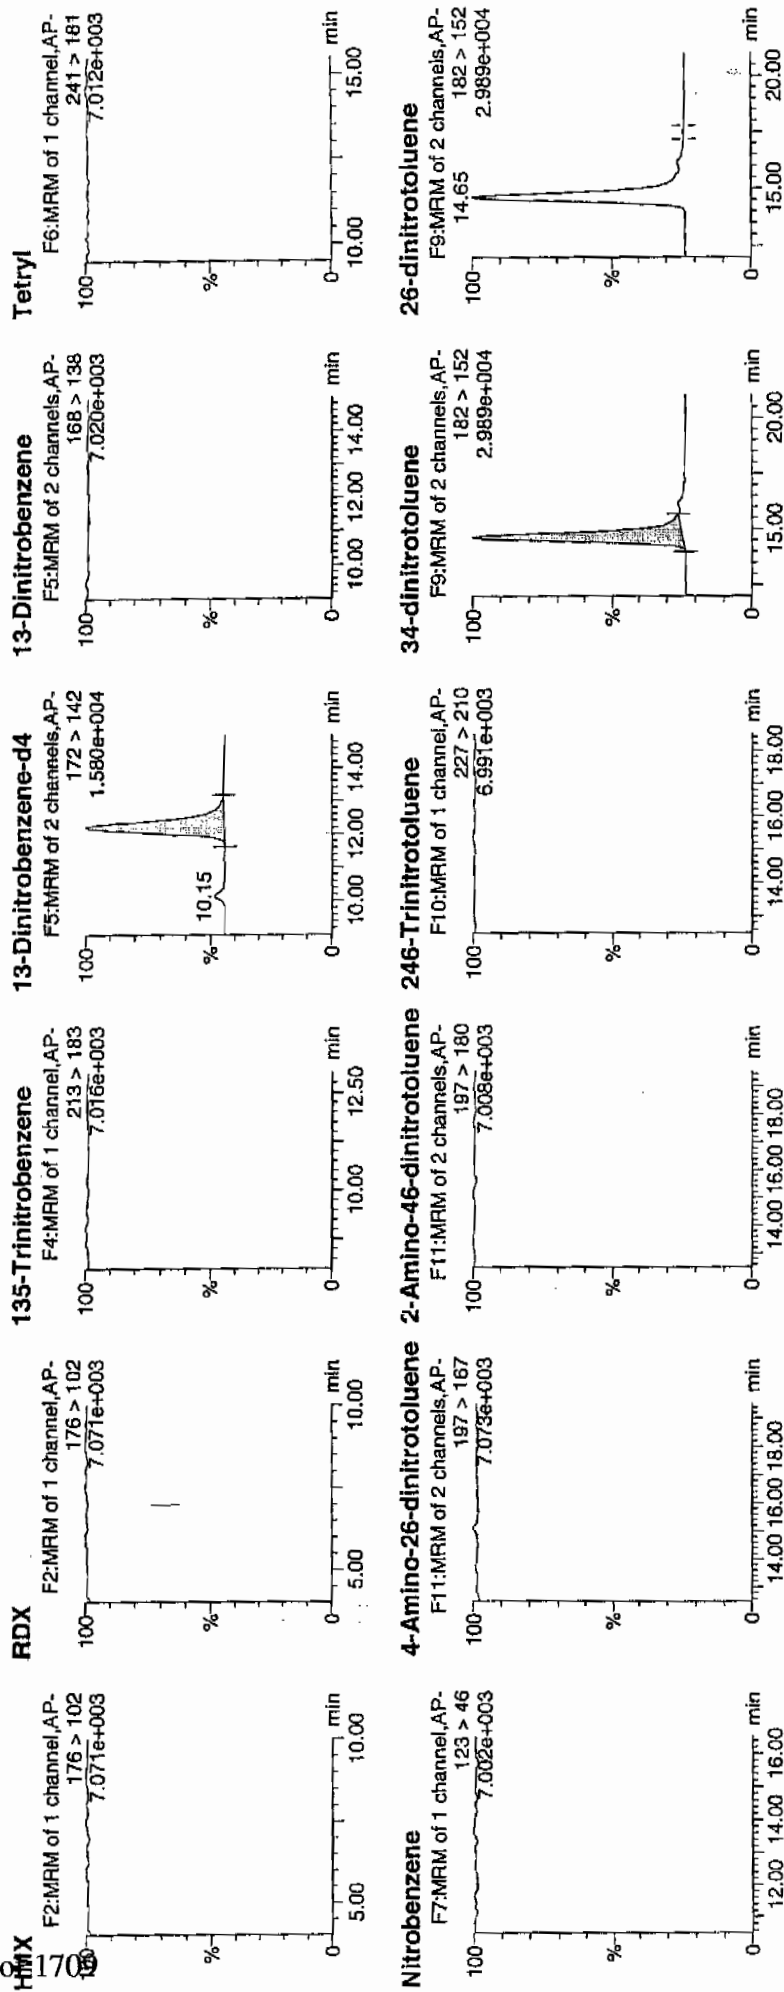 HMX
F2:MRM of 1 channel,AP-
176 > 102
7.071e+003
100
%
0
5.00
10.00
min
RDX
F2:MRM of 1 channel,AP-
176 > 102
7.071e+003
100
%
0
5.00
10.00
min
135-Trinitrobenzene
F4:MRM of 1 channel,AP-
213 > 183
7.016e+003
100
%
0
10.00
12.50
min
13-Dinitrobenzene-d4
F5:MRM of 2 channels,AP-
172 > 142
1.580e+004
100
10.15
%
0
10.00
12.00
14.00
min
13-Dinitrobenzene
F5:MRM of 2 channels,AP-
168 > 138
7.020e+003
100
%
0
10.00
12.00
14.00
min
Tetryl
F6:MRM of 1 channel,AP-
241 > 181
7.012e+003
100
%
0
10.00
15.00
min
Nitrobenzene
F7:MRM of 1 channel,AP-
123 > 46
7.002e+003
100
%
0
12.00
14.00
16.00
min
4-Amino-26-dinitrotoluene
F11:MRM of 2 channels,AP-
197 > 167
7.073e+003
100
%
0
14.00
16.00
18.00
min
2-Amino-46-dinitrotoluene
F11:MRM of 2 channels,AP-
197 > 180
7.008e+003
100
%
0
14.00
16.00
18.00
min
246-Trinitrotoluene
F10:MRM of 1 channel,AP-
227 > 210
6.991e+003
100
%
0
14.00
16.00
18.00
min
34-dinitrotoluene
F9:MRM of 2 channels,AP-
182 > 152
2.989e+004
100
%
0
15.00
20.00
min
26-dinitrotoluene
F9:MRM of 2 channels,AP-
182 > 152
2.989e+004
100
14.65
%
0
15.00
20.00
min
1709